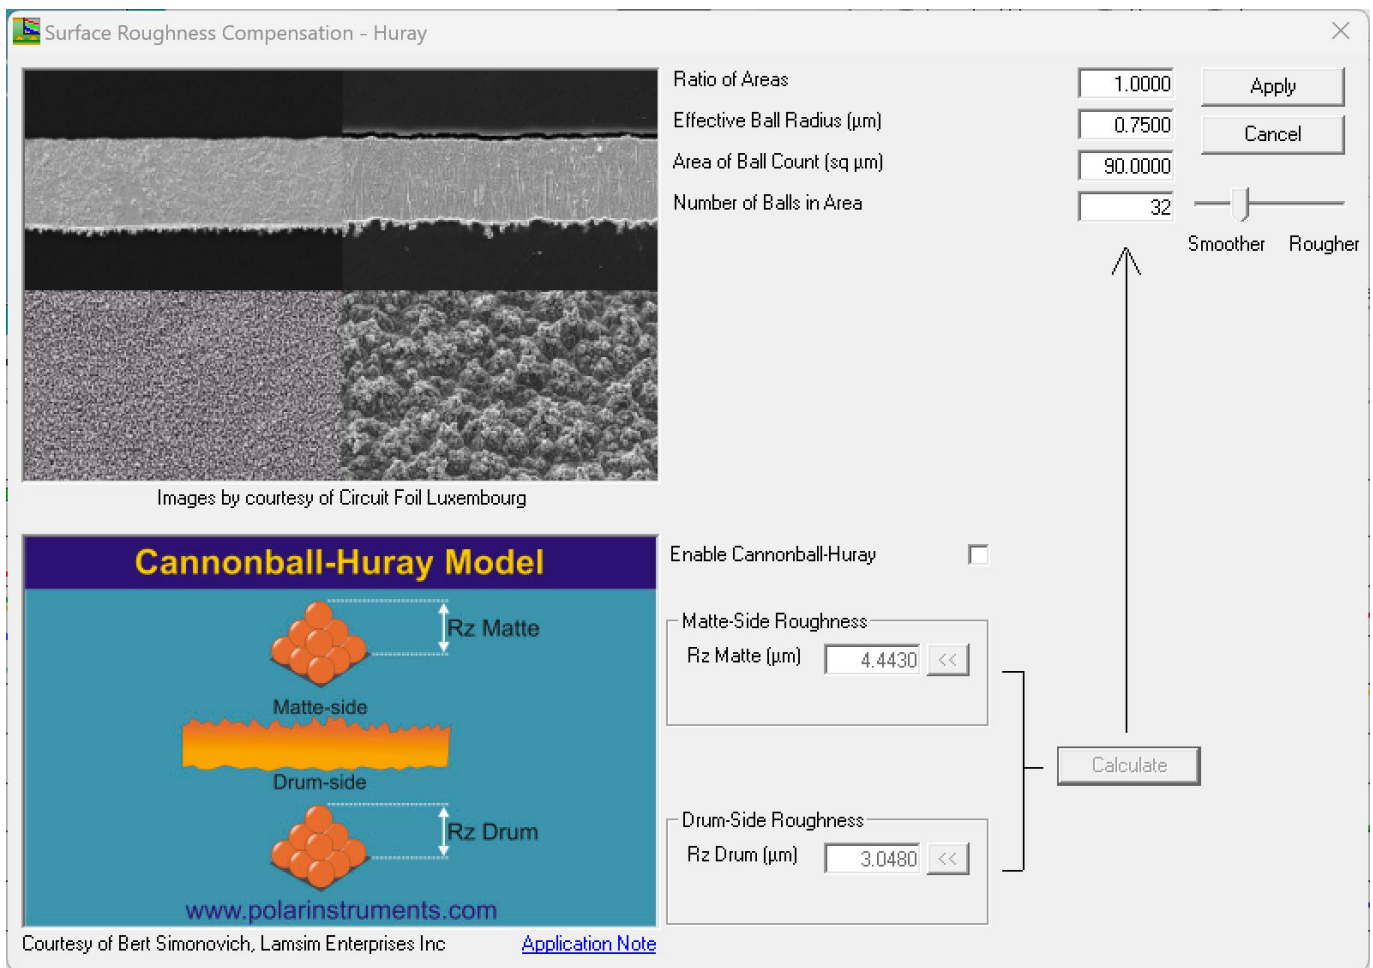 Surface Roughness Compensation - Huray
Ratio of Areas
1.0000
Apply
Effective Ball Radius (µm)
0.7500
Cancel
Area of Ball Count (sq µm)
90.0000
Number of Balls in Area
32
Smoother Rougher
Images by courtesy of Circuit Foil Luxembourg
Cannonball-Huray Model
Rz Matte
Matte-side
Drum-side
Rz Drum
www.polarinstruments.com
Courtesy of Bert Simonovich, Lamsim Enterprises Inc
Application Note
Enable Cannonball-Huray
Matte-Side Roughness
Rz Matte (µm)
4.4430
<<
Calculate
Drum-Side Roughness
Rz Drum (µm)
3.0480
<<